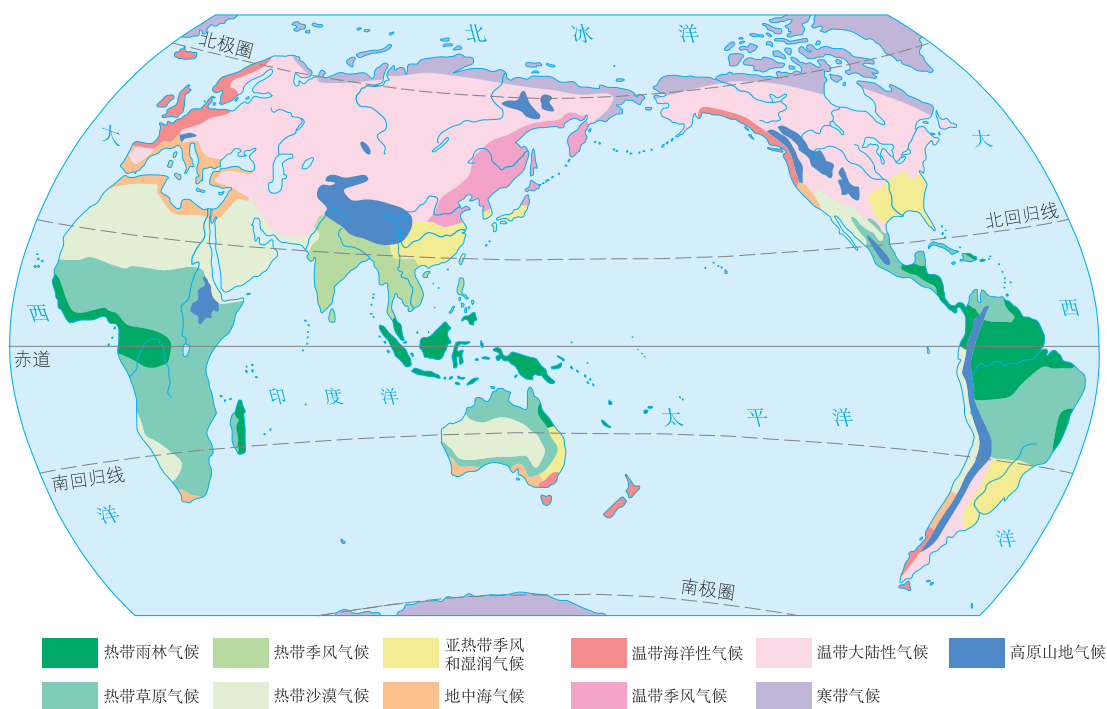 北冰洋
北极圈
大
大
北回归线
西
西
赤道
印度洋
太平洋
南回归线
洋
洋
南极圈
热带雨林气候
热带季风气候
亚热带季风
和湿润气候
温带海洋性气候
温带大陆性气候
高原山地气候
热带草原气候
热带沙漠气候
地中海气候
温带季风气候
寒带气候